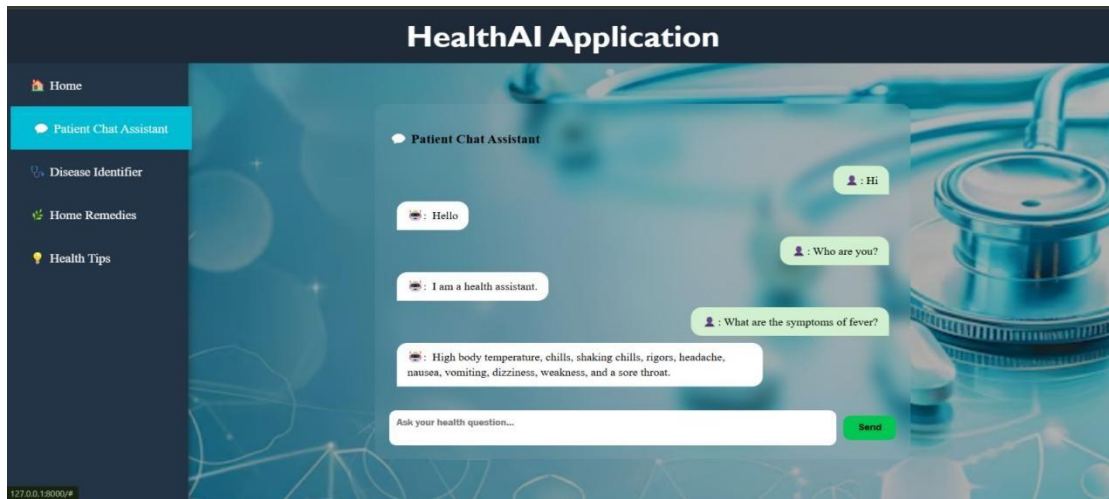 HealthAI Application
Home
Patient Chat Assistant
Disease Identifier
Home Remedies
Health Tips
Patient Chat Assistant
: Hi
: Hello
: Who are you?
: I am a health assistant.
: What are the symptoms of fever?
: High body temperature, chills, shaking chills, rigors, headache,
nausea, vomiting, dizziness, weakness, and a sore throat.
Ask your health question...
Send
127.0.0.1:8000/#